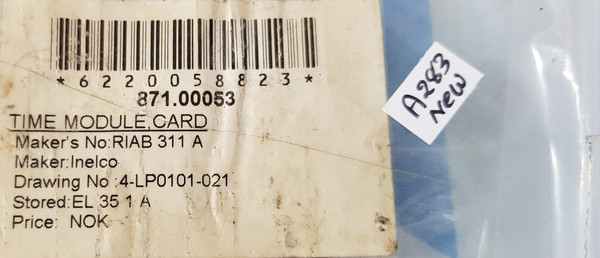 *6220058823*
871.00053
TIME MODULE,CARD
Maker's No:RIAB 311 A
Maker:Inelco
Drawing No :4-LP0101-021
Stored:EL 35 1 A
Price: NOK
A283
NEW